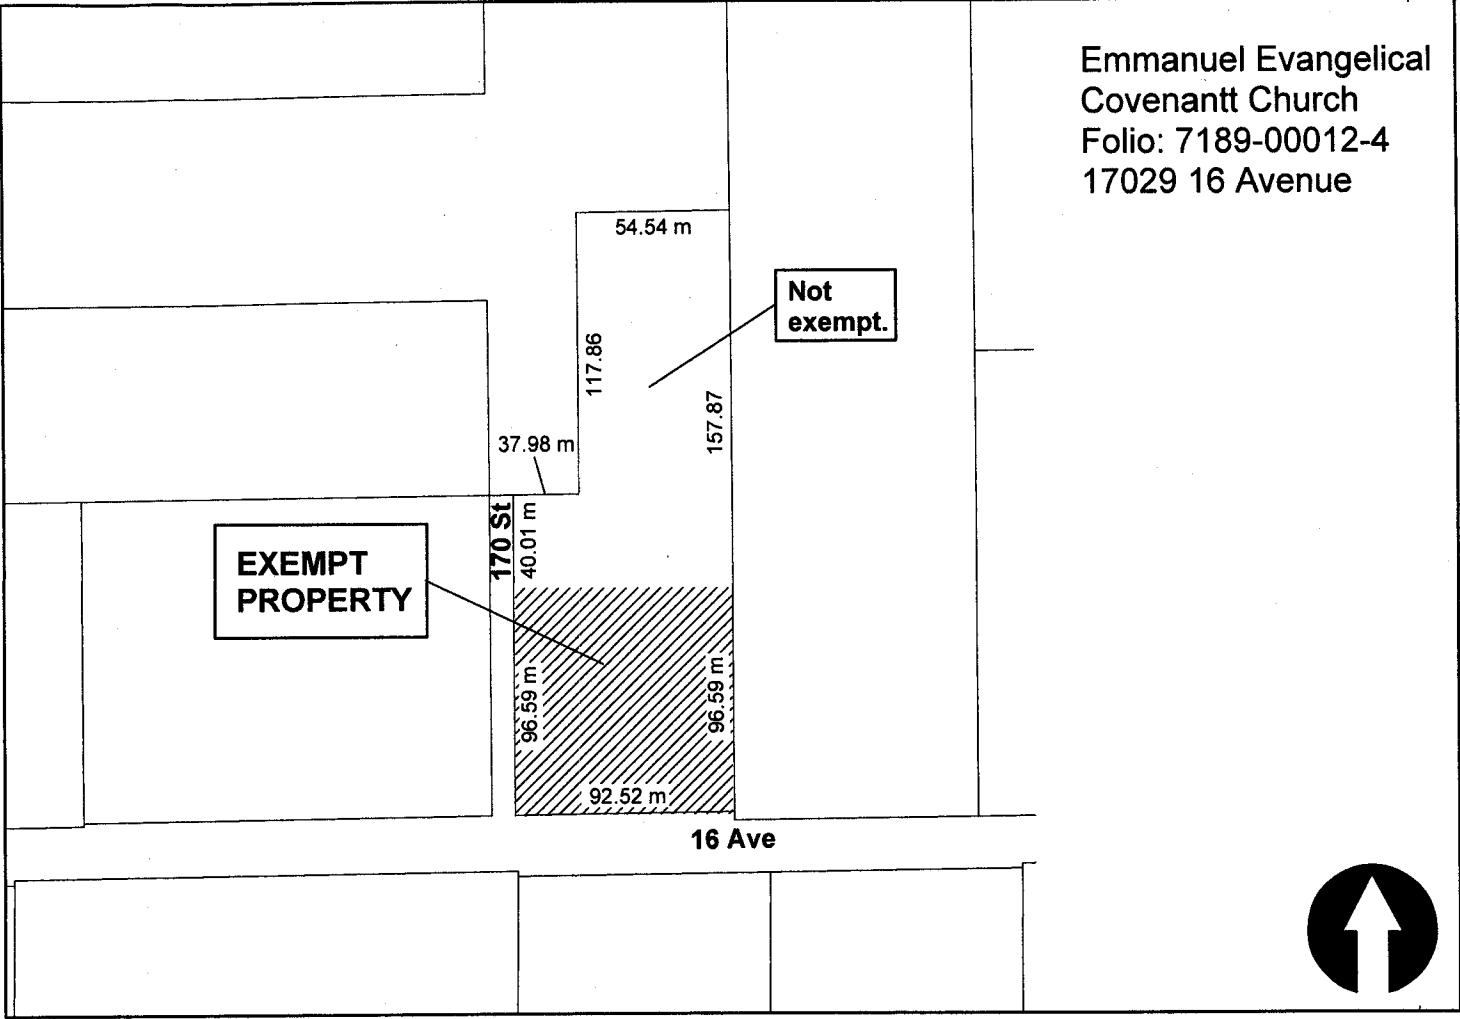 Emmanuel Evangelical
Covenantt Church
Folio: 7189-00012-4
17029 16 Avenue
54.54 m
Not
exempt.
117.86
157.87
37.98 m
170 St
40.01 m
EXEMPT
PROPERTY
96.59 m
96.59 m
92.52 m
16 Ave